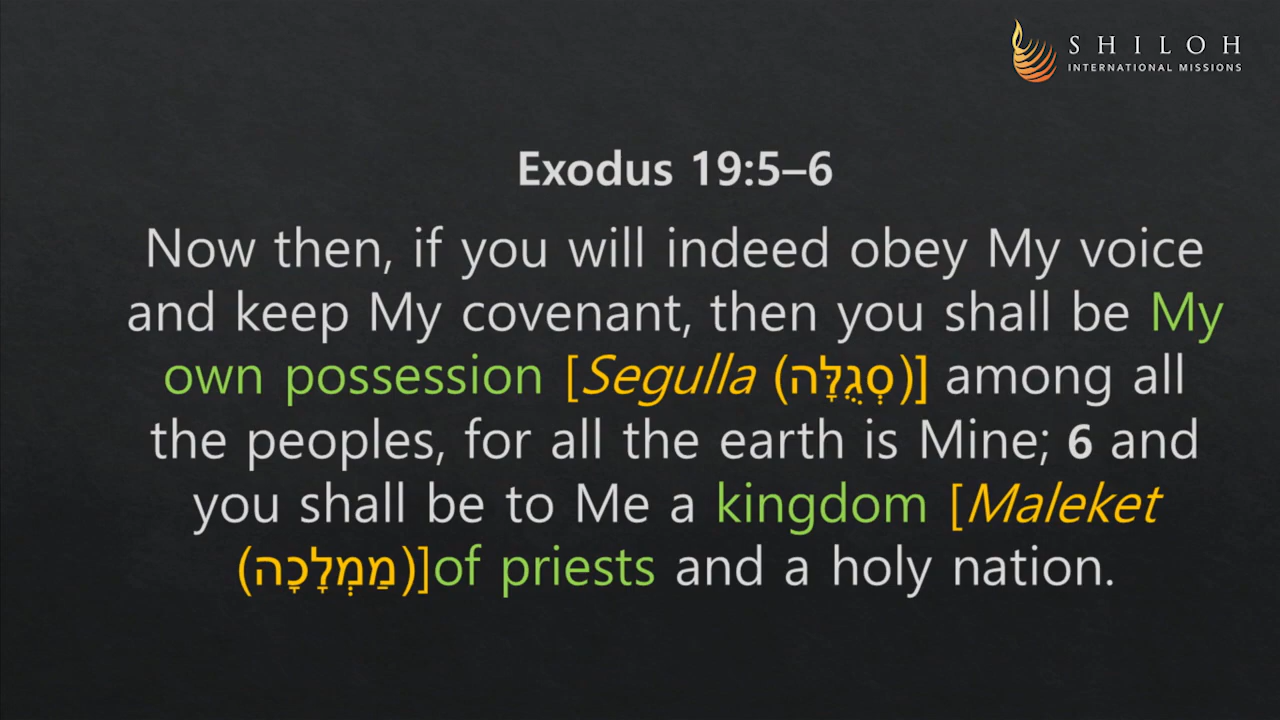 SHILOH
INTERNATIONAL MISSIONS
Exodus 19:5–6
Now then, if you will indeed obey My voice
and keep My covenant, then you shall be My
own possession [Segulla (סְגֻלָּה)] among all
the peoples, for all the earth is Mine; 6 and
you shall be to Me a kingdom [Maleket
(מַמְלָכָה)]of priests and a holy nation.